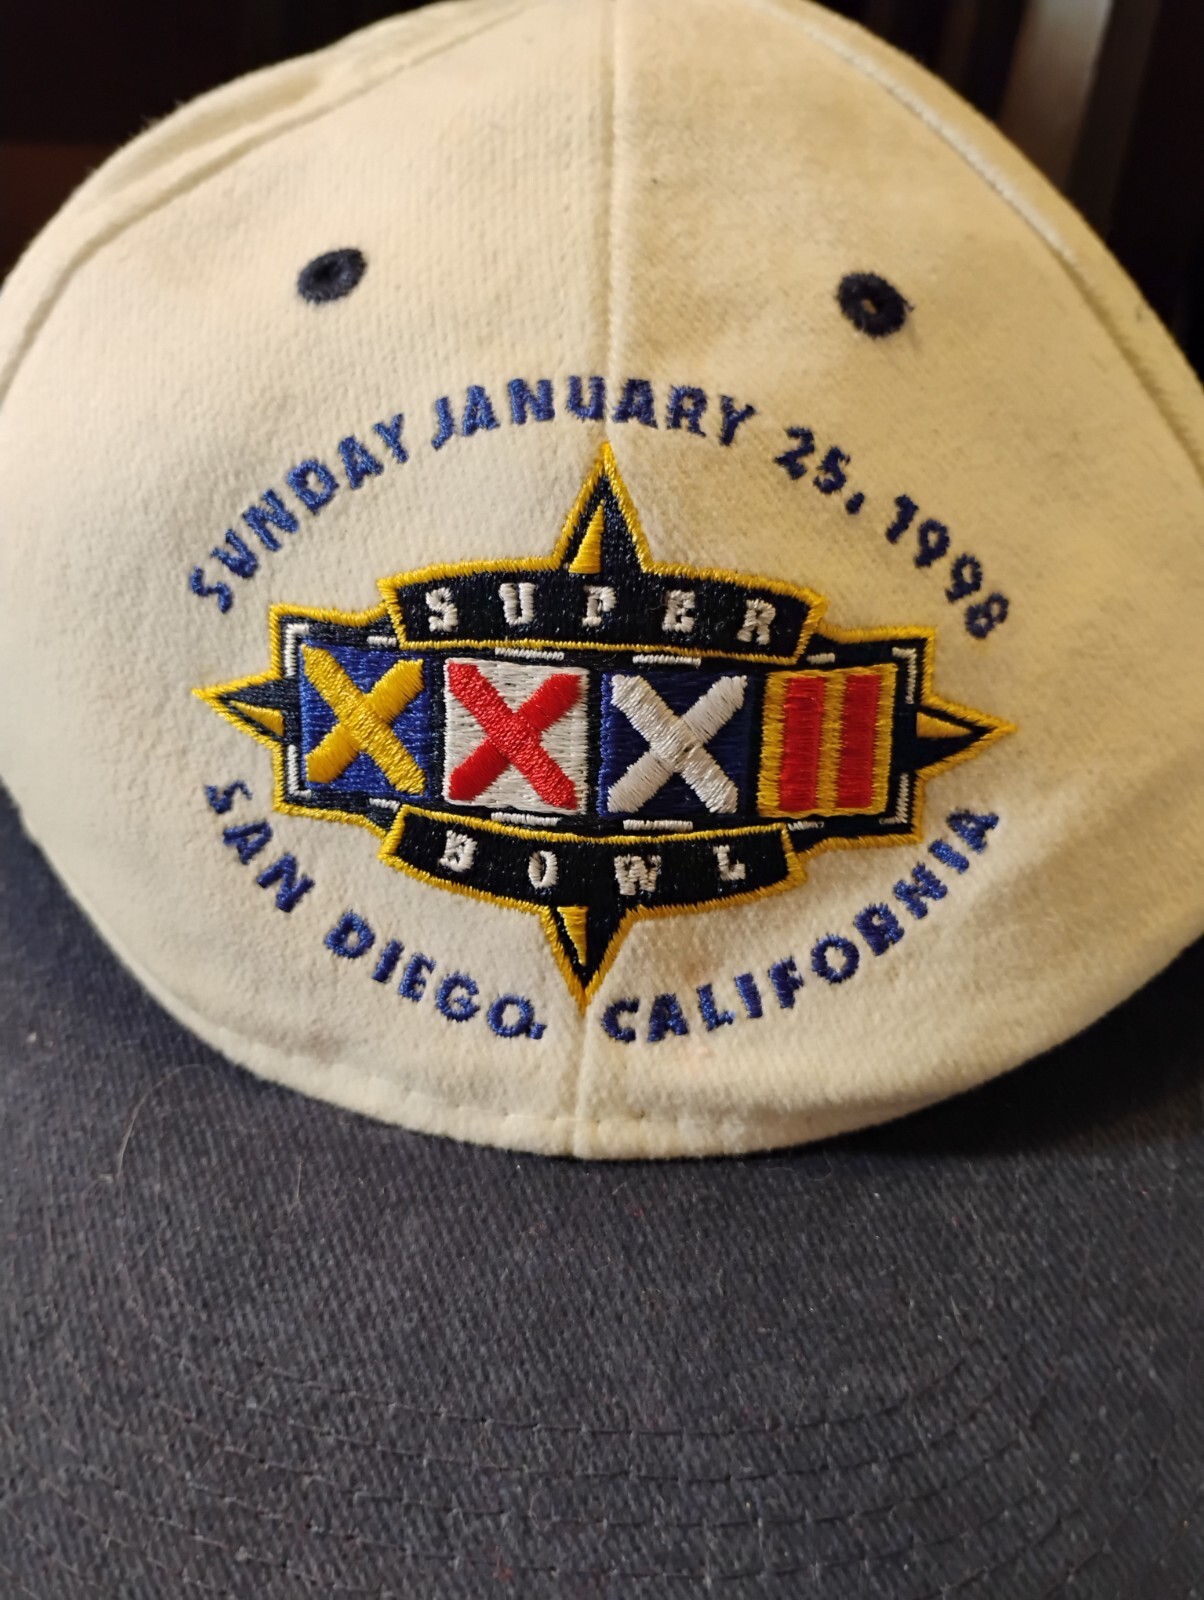 SUNDAY JANUARY 25, 1998
SUPER
XXXII
BOWL
SAN DIEGO, CALIFORNIA